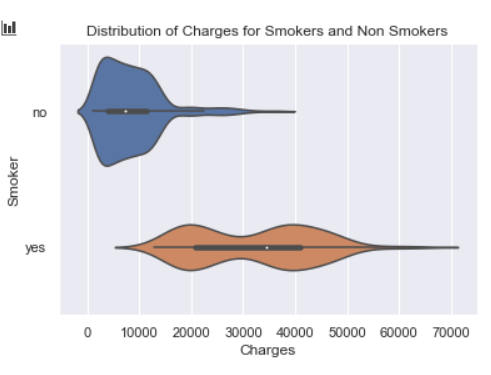 Distribution of Charges for Smokers and Non Smokers
no
Smoker
yes
0 10000 20000 30000 40000 50000 60000 70000
Charges